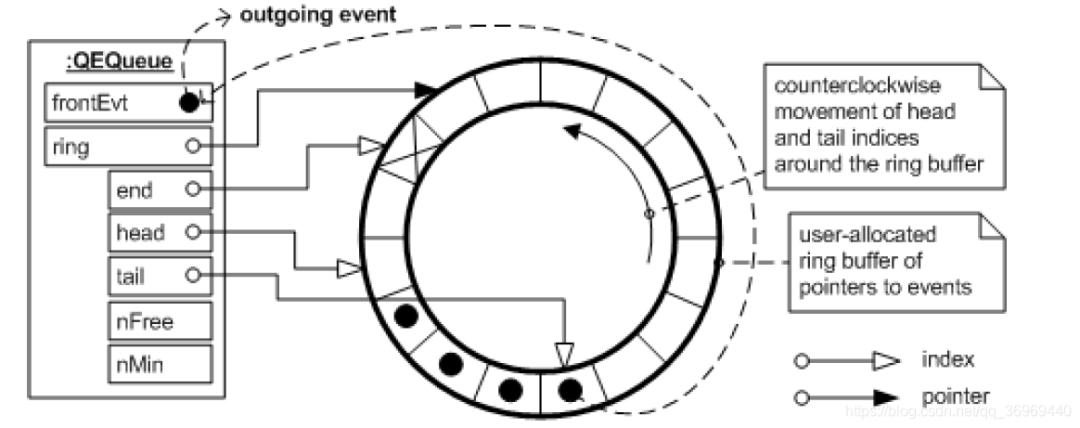 outgoing event
:QEQueue
frontEvt
ring
end
head
tail
nFree
nMin
counterclockwise
movement of head
and tail indices
around the ring buffer
user-allocated
ring buffer of
pointers to events
index
pointer
https://blog.csdn.net/qq_36969440